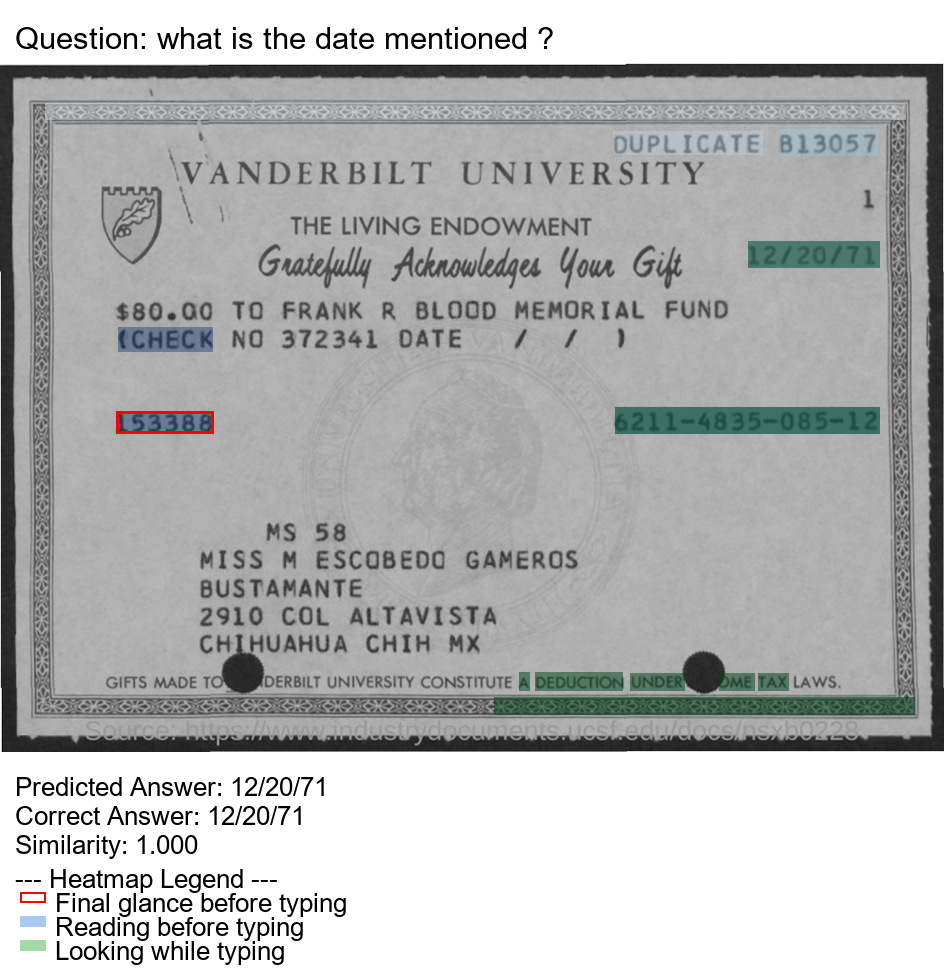 Question: what is the date mentioned ?
DUPLICATE B13057
VANDERBILT UNIVERSITY
1
THE LIVING ENDOWMENT
Gratefully Acknowledges Your Gift
12/20/71
$80.00 TO FRANK R BLOOD MEMORIAL FUND
(CHECK NO 372341 DATE / / )
153388
6211-4835-085-12
MS 58
MISS M ESCOBEDO GAMEROS
BUSTAMANTE
2910 COL ALTAVISTA
CHIHUAHUA CHIH MX
GIFTS MADE TO DERBILT UNIVERSITY CONSTITUTE A DEDUCTION UNDER OME TAX LAWS.
Source: https://www.industrydocuments.ucsf.edu/docs/nsxb0228
Predicted Answer: 12/20/71
Correct Answer: 12/20/71
Similarity: 1.000
--- Heatmap Legend ---
Final glance before typing
Reading before typing
Looking while typing